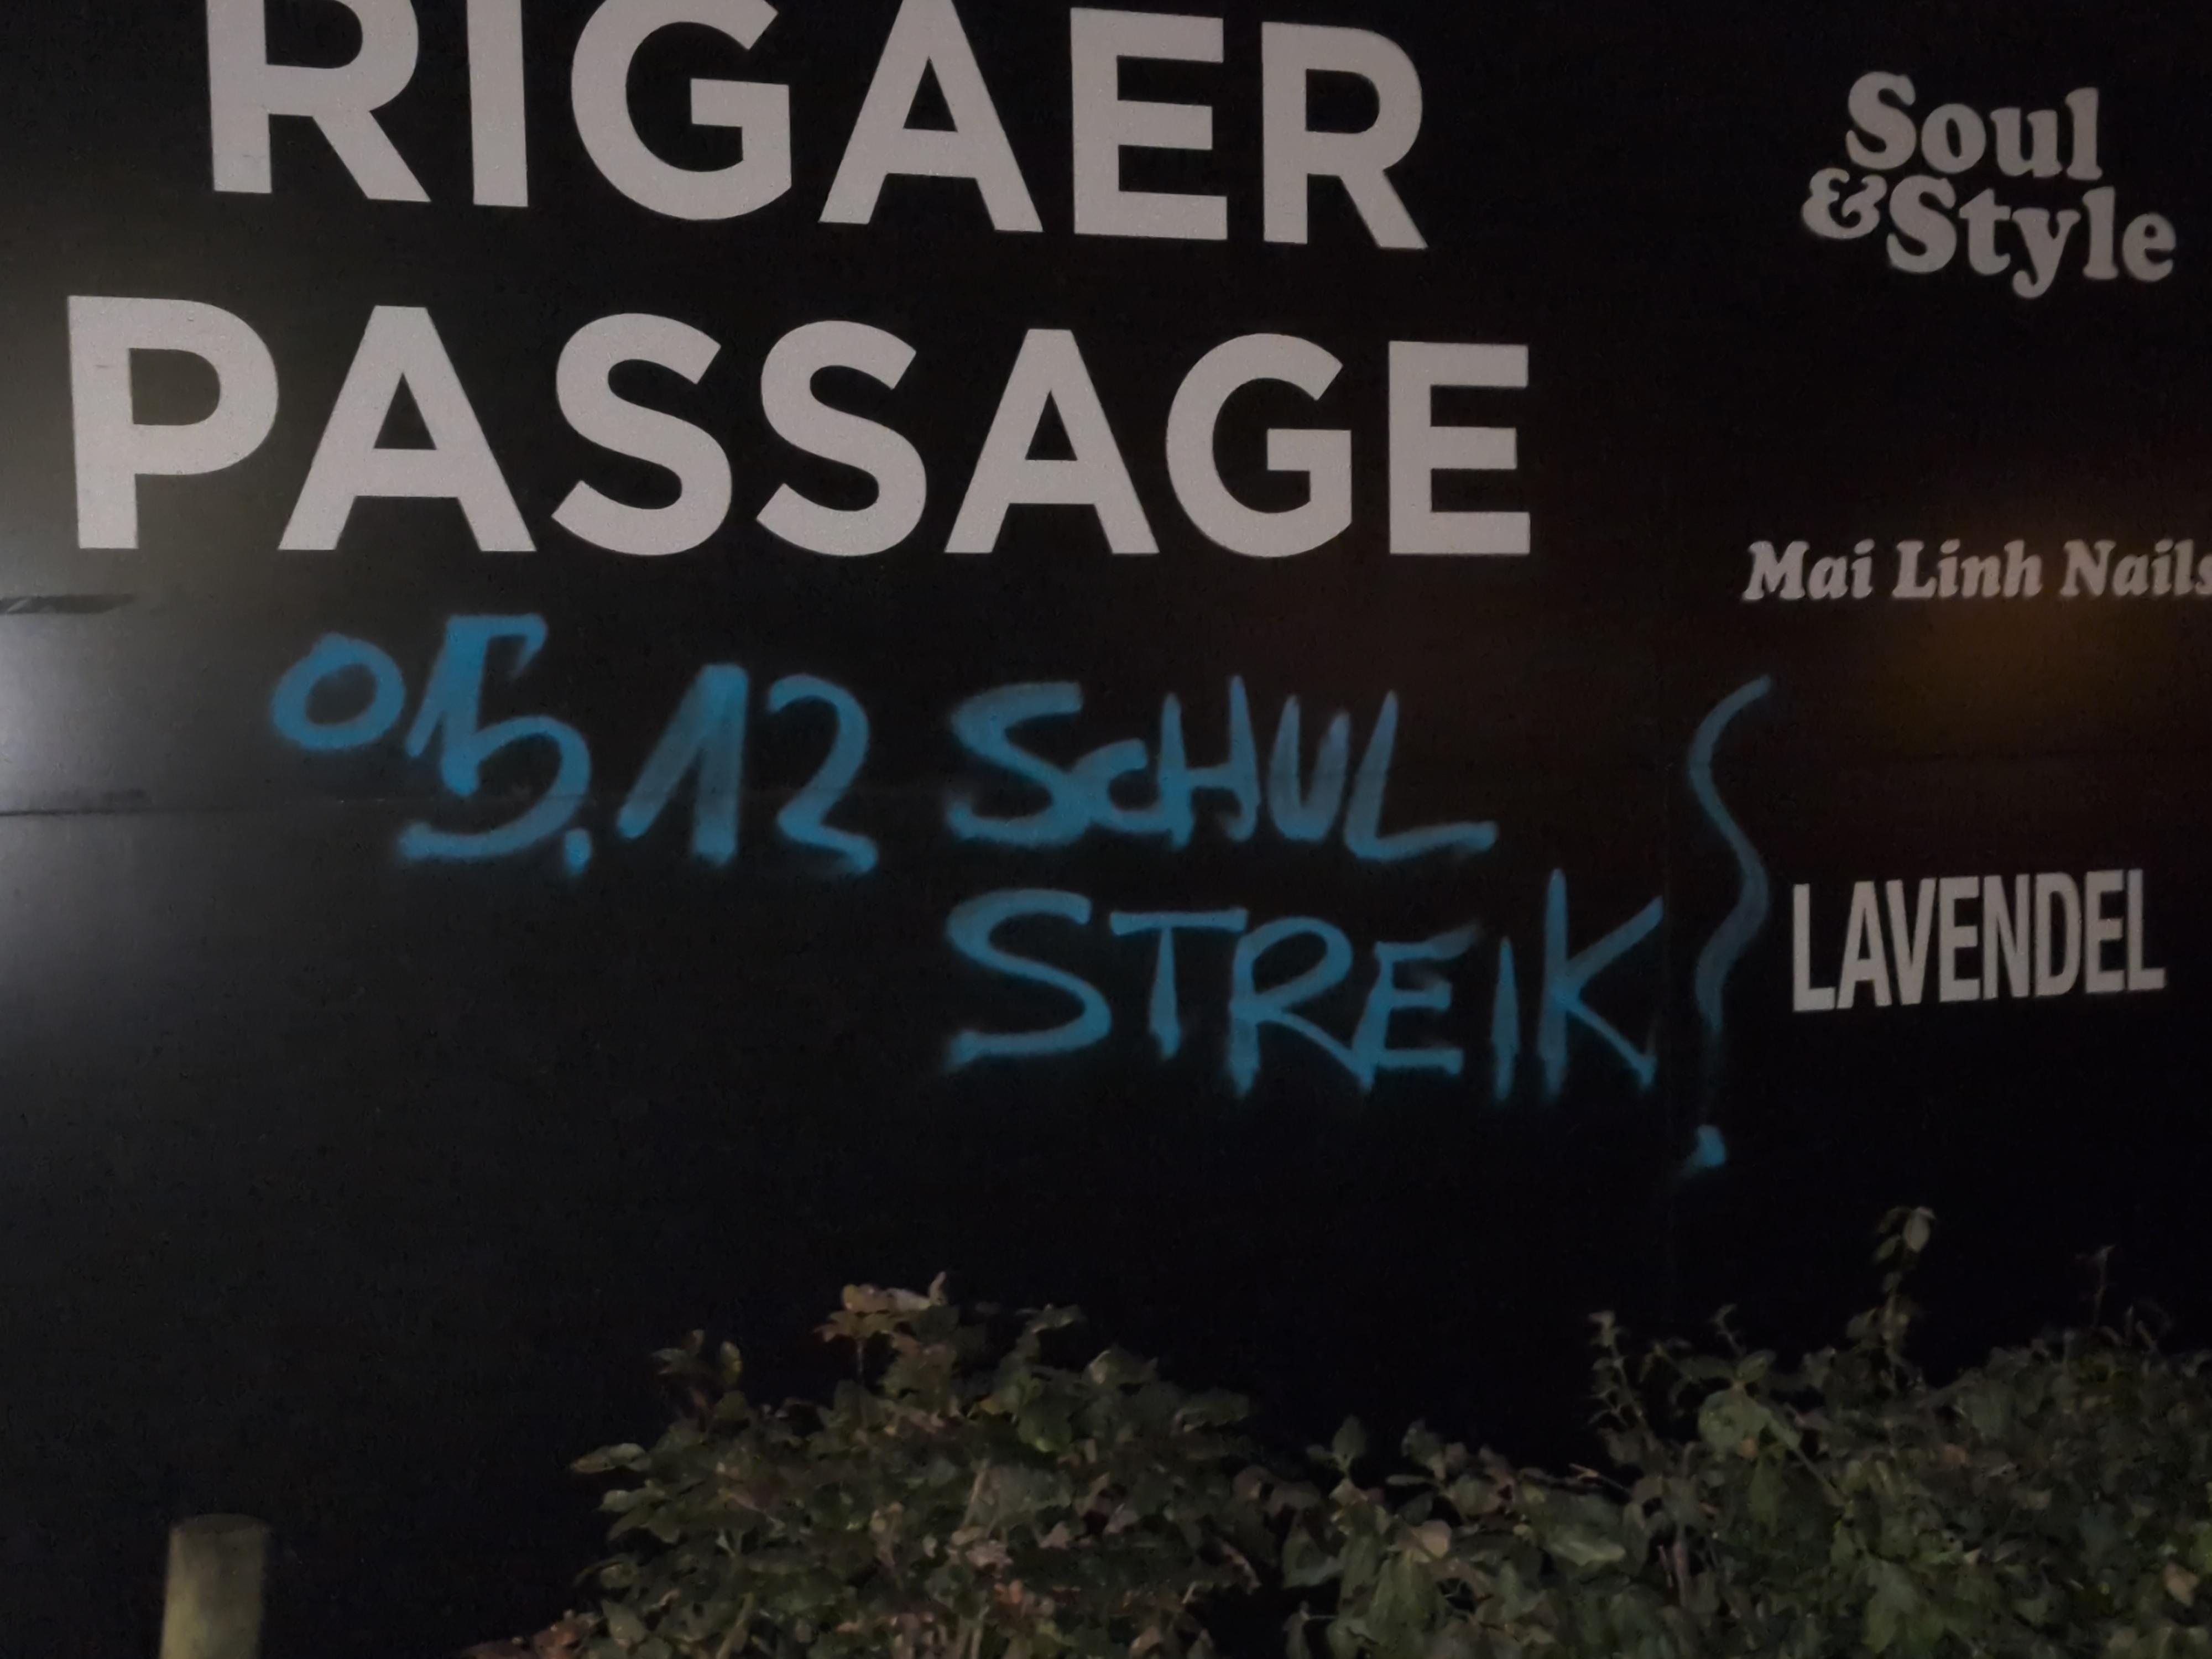 RIGAER
PASSAGE
Soul
&Style
Mai Linh Nails
LAVENDEL
05.12 SCHUL
STREIK!